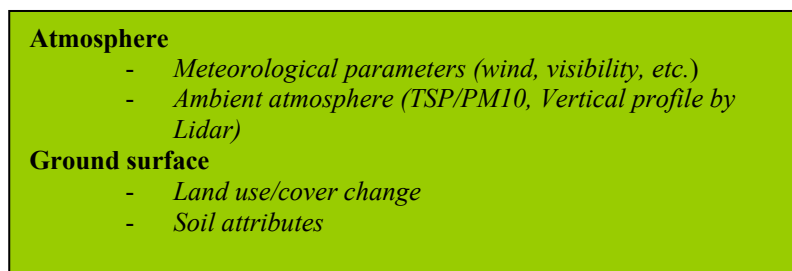 Atmosphere
- Meteorological parameters (wind, visibility, etc.)
- Ambient atmosphere (TSP/PM10, Vertical profile by
Lidar)
Ground surface
- Land use/cover change
- Soil attributes